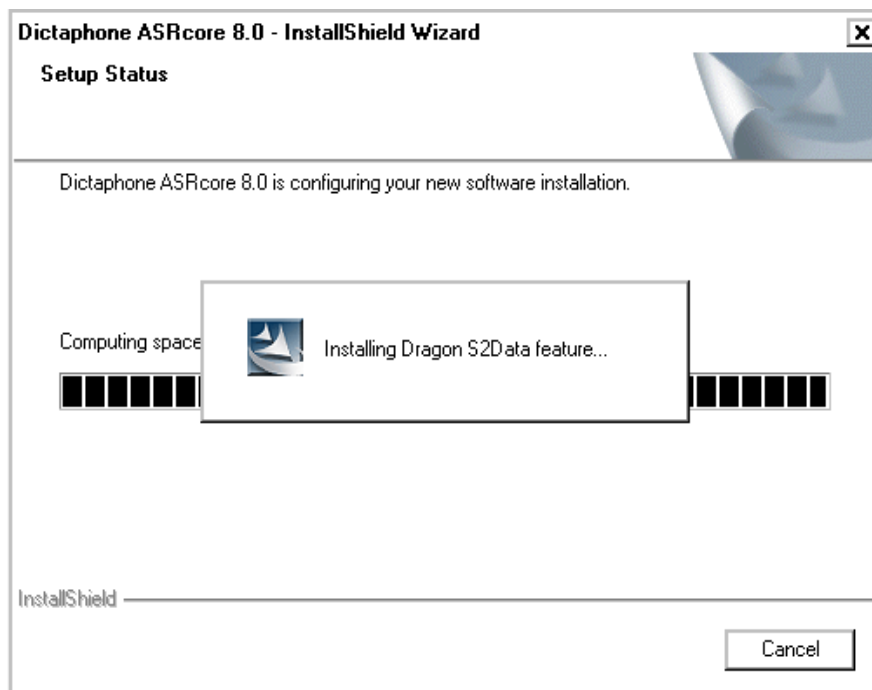 Dictaphone ASRcore 8.0 - InstallShield Wizard
Setup Status
Dictaphone ASRcore 8.0 is configuring your new software installation.
Computing space
Installing Dragon S2Data feature...
InstallShield
Cancel